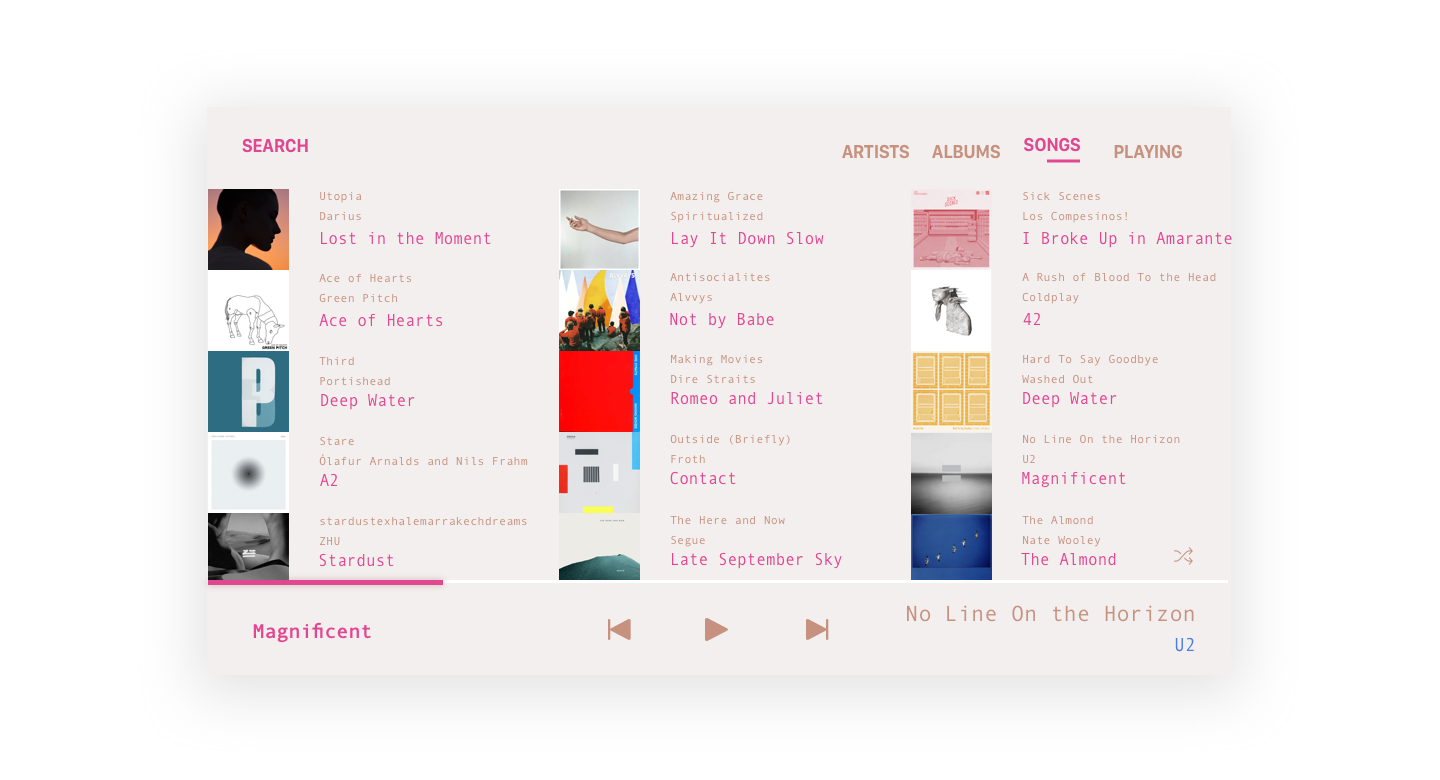 SEARCH
ARTISTS ALBUMS SONGS PLAYING
Utopia
Darius
Lost in the Moment
Amazing Grace
Spiritualized
Lay It Down Slow
Sick Scenes
Los Compesinos!
I Broke Up in Amarante
Ace of Hearts
Green Pitch
Ace of Hearts
GREEN PITCH
Antisocialites
Alvvys
Not by Babe
A Rush of Blood To the Head
Coldplay
42
Third
Portishead
Deep Water
P
Making Movies
Dire Straits
Romeo and Juliet
Hard To Say Goodbye
Washed Out
Deep Water
Stare
Ólafur Arnalds and Nils Frahm
A2
Outside (Briefly)
Froth
Contact
No Line On the Horizon
U2
Magnificent
stardustexhalemarrakechdreams
ZHU
Stardust
The Here and Now
Segue
Late September Sky
The Almond
Nate Wooley
The Almond
Magnificent
No Line On the Horizon
U2